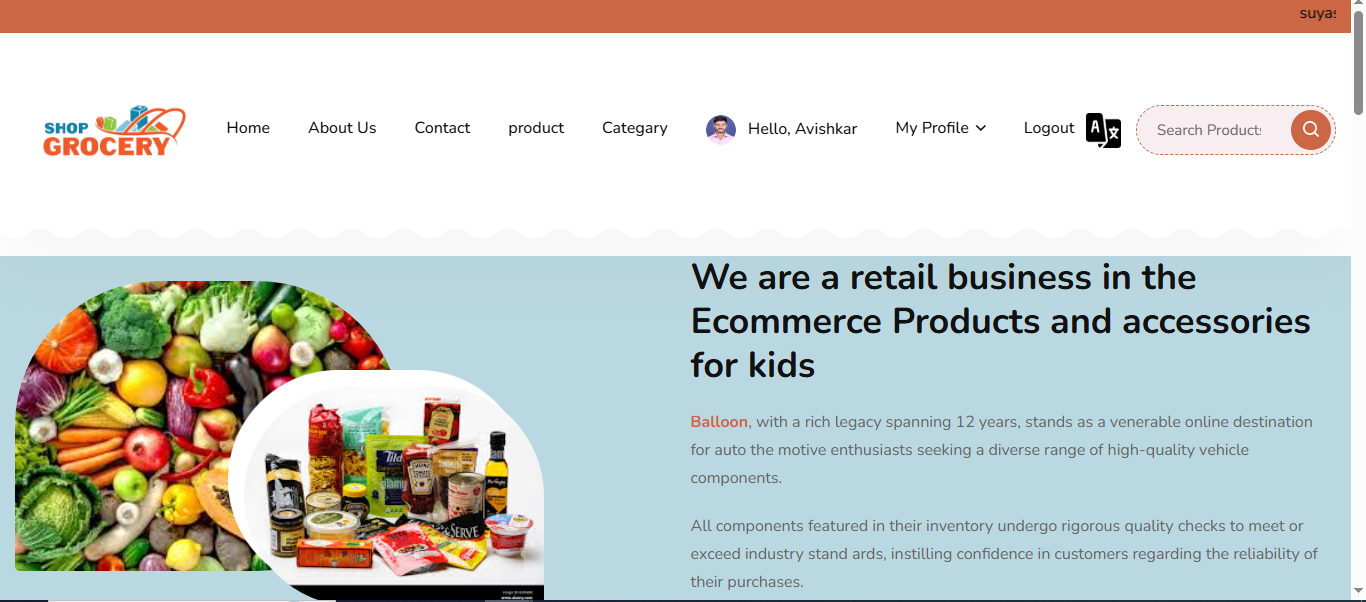 suyas
SHOP
GROCERY
Home
About Us
Contact
product
Categary
Hello, Avishkar
My Profile
Logout
A
Search Product
We are a retail business in the
Ecommerce Products and accessories
for kids
Balloon, with a rich legacy spanning 12 years, stands as a venerable online destination
for auto the motive enthusiasts seeking a diverse range of high-quality vehicle
components.
All components featured in their inventory undergo rigorous quality checks to meet or
exceed industry stand ards, instilling confidence in customers regarding the reliability of
their purchases.
HEINZ
TOMATO
&SERVE